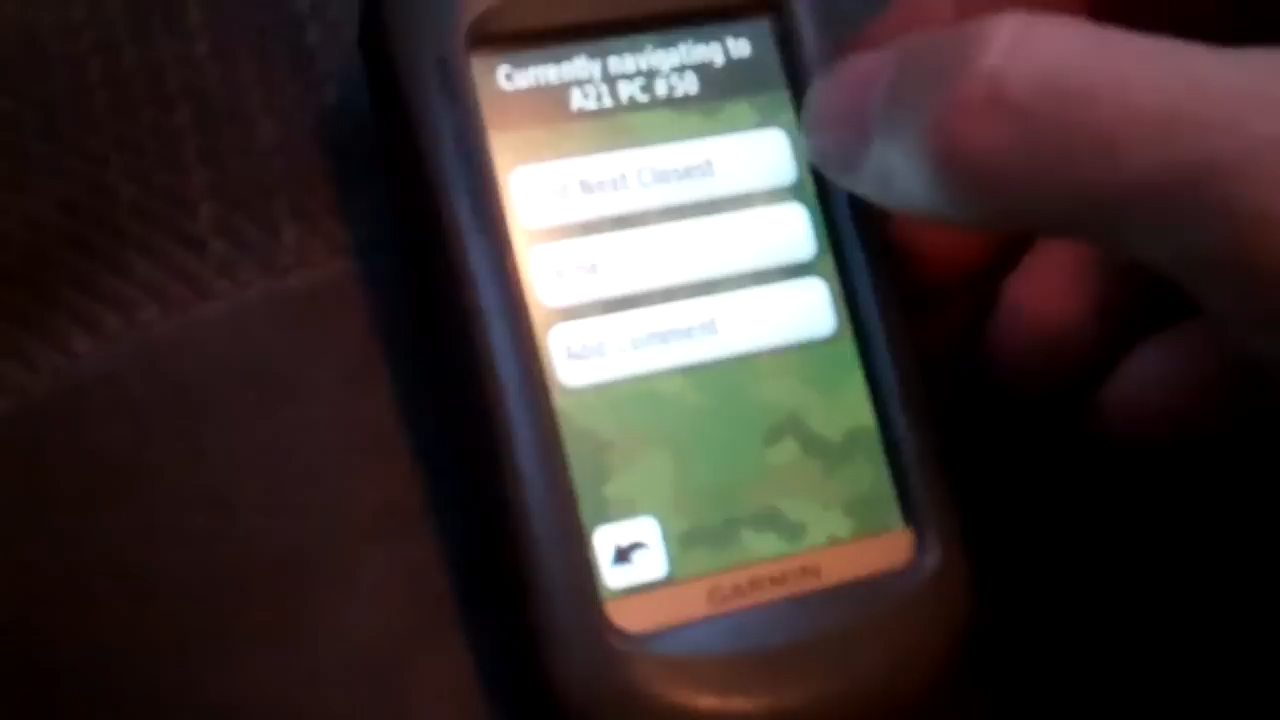 Currently navigating to
A21 PC #50
Next Closest
Add Comment
GARMIN